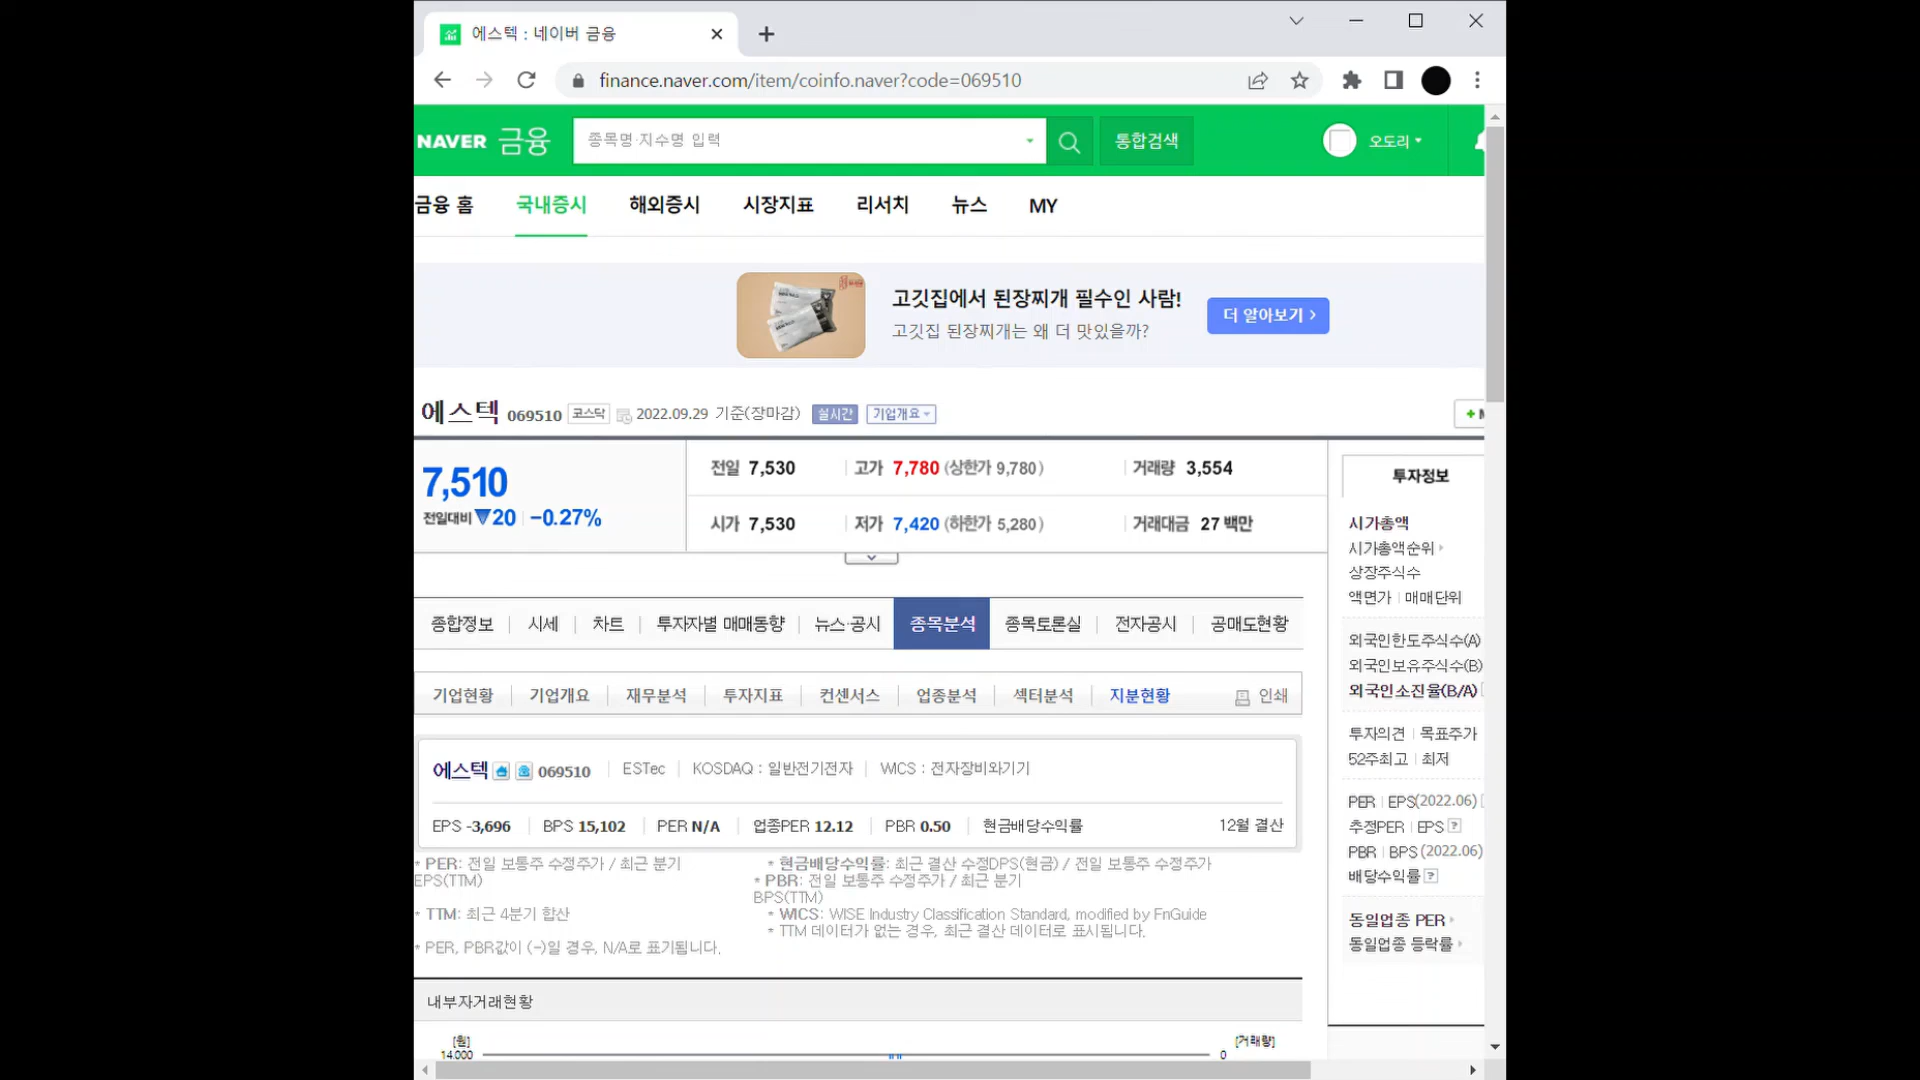 에스텍 : 네이버 금융
finance.naver.com/item/coinfo.naver?code=069510
NAVER 금융 종목명·지수명 입력 통합검색 오도리
금융 홈 국내증시 해외증시 시장지표 리서치 뉴스 MY
고깃집에서 된장찌개 필수인 사람!
고깃집 된장찌개는 왜 더 맛있을까?
더 알아보기 >
에스텍 069510 코스닥 2022.09.29 기준(장마감) 실시간 기업개요
7,510
전일대비 ▼20 -0.27%
전일 7,530 고가 7,780 (상한가 9,780) 거래량 3,554
시가 7,530 저가 7,420 (하한가 5,280) 거래대금 27 백만
종합정보 시세 차트 투자자별 매매동향 뉴스·공시 종목분석 종목토론실 전자공시 공매도현황
기업현황 기업개요 재무분석 투자지표 컨센서스 업종분석 섹터분석 지분현황 인쇄
에스텍 069510 ESTec KOSDAQ : 일반전기전자 WICS : 전자장비와기기
EPS -3,696 BPS 15,102 PER N/A 업종PER 12.12 PBR 0.50 현금배당수익률 12월 결산
* PER: 전일 보통주 수정주가 / 최근 분기
EPS(TTM)
* TTM: 최근 4분기 합산
* PER, PBR값이 (-)일 경우, N/A로 표기됩니다.
* 현금배당수익률: 최근 결산 수정DPS(현금) / 전일 보통주 수정주가
* PBR: 전일 보통주 수정주가 / 최근 분기
BPS(TTM)
* WICS: WISE Industry Classification Standard, modified by FnGuide
* TTM 데이터가 없는 경우, 최근 결산 데이터로 표시됩니다.
내부자거래현황
[원] [거래량]
14,000 0
투자정보
시가총액
시가총액순위
상장주식수
액면가 | 매매단위
외국인한도주식수(A)
외국인보유주식수(B)
외국인소진율(B/A)
투자의견 | 목표주가
52주최고 | 최저
PER | EPS(2022.06)
추정PER | EPS ?
PBR | BPS (2022.06)
배당수익률 ?
동일업종 PER
동일업종 등락률